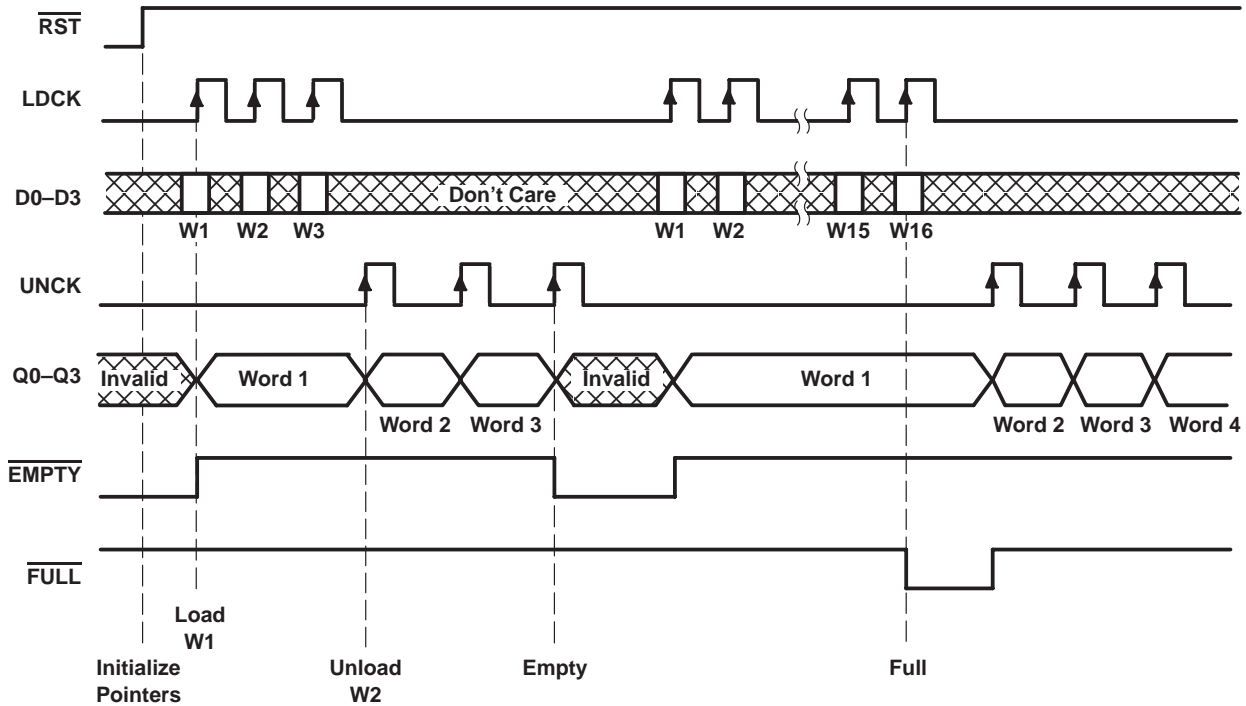 RST
LDCK
D0–D3
Don't Care
W1 W2 W3 W1 W2 W15 W16
UNCK
Q0–Q3
Invalid Word 1 Invalid Word 1
Word 2 Word 3 Word 2 Word 3 Word 4
EMPTY
FULL
Load
W1
Initialize
Pointers
Unload
W2
Empty
Full